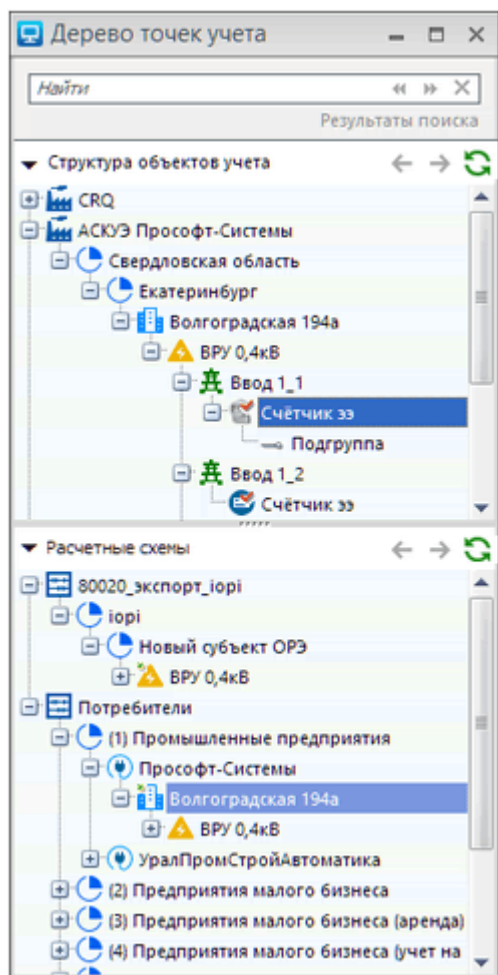 Дерево точек учета
Найти
Результаты поиска
Структура объектов учета
CRQ
АСКУЭ Прософт-Системы
Свердловская область
Екатеринбург
Волгоградская 194а
ВРУ 0,4кВ
Ввод 1_1
Счётчик ээ
Подгруппа
Ввод 1_2
Счётчик ээ
Расчетные схемы
80020_экспорт_iopi
iopi
Новый субъект ОРЭ
ВРУ 0,4кВ
Потребители
(1) Промышленные предприятия
Прософт-Системы
Волгоградская 194а
ВРУ 0,4кВ
УралПромСтройАвтоматика
(2) Предприятия малого бизнеса
(3) Предприятия малого бизнеса (аренда)
(4) Предприятия малого бизнеса (учет на